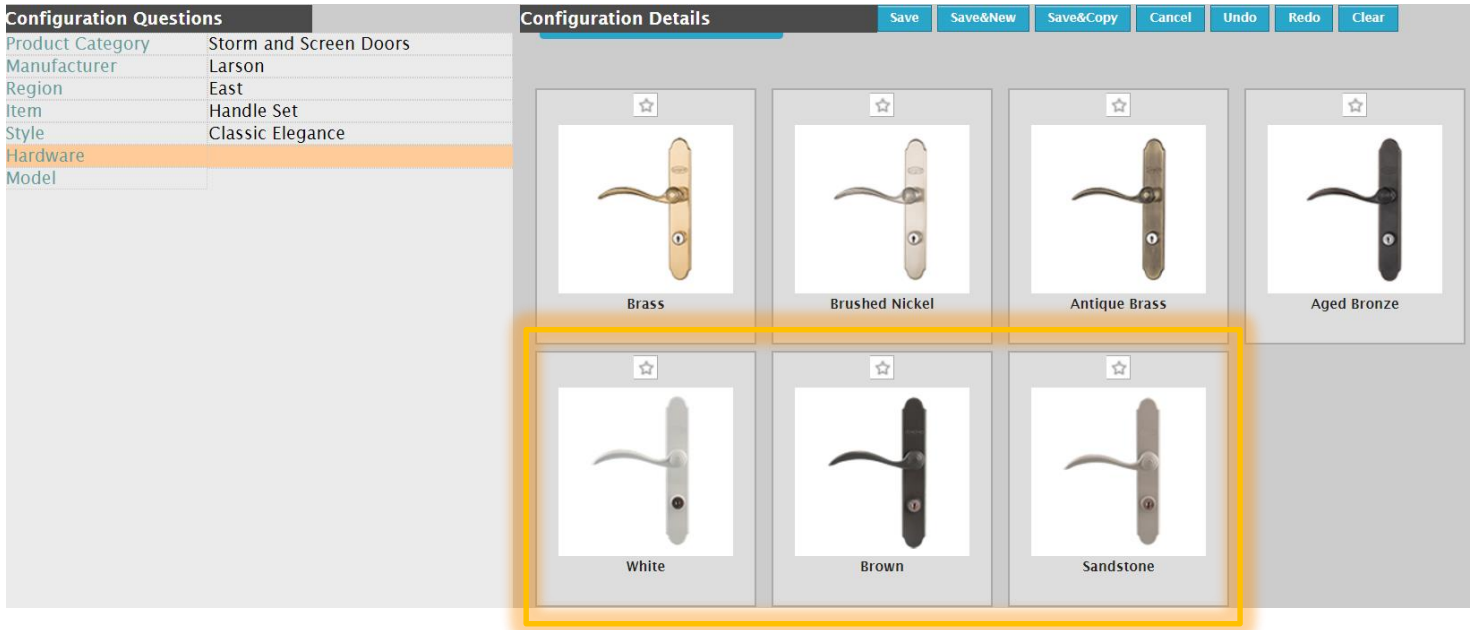 Configuration Questions
Product Category Storm and Screen Doors
Manufacturer Larson
Region East
Item Handle Set
Style Classic Elegance
Hardware
Model
Configuration Details Save Save&New Save&Copy Cancel Undo Redo Clear
Brass Brushed Nickel Antique Brass Aged Bronze
White Brown Sandstone